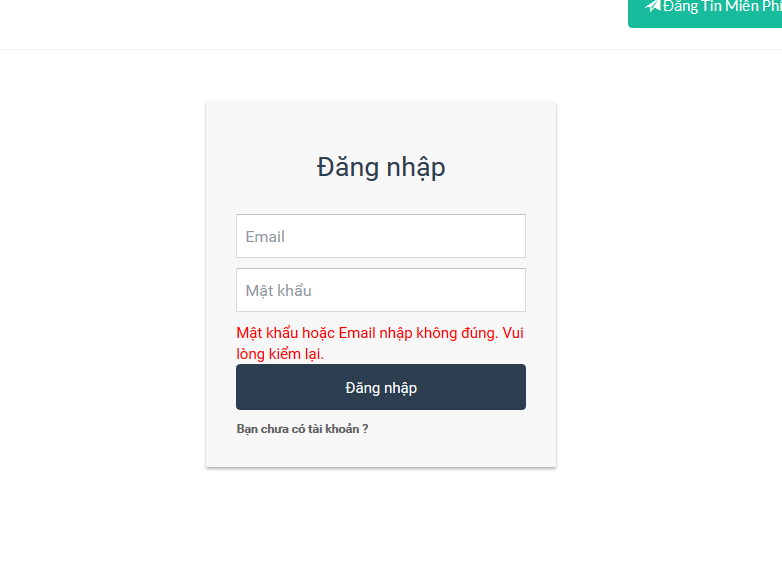 Đăng Tin Miễn Phí
Đăng nhập
Email
Mật khẩu
Mật khẩu hoặc Email nhập không đúng. Vui
lòng kiểm lại.
Đăng nhập
Bạn chưa có tài khoản ?